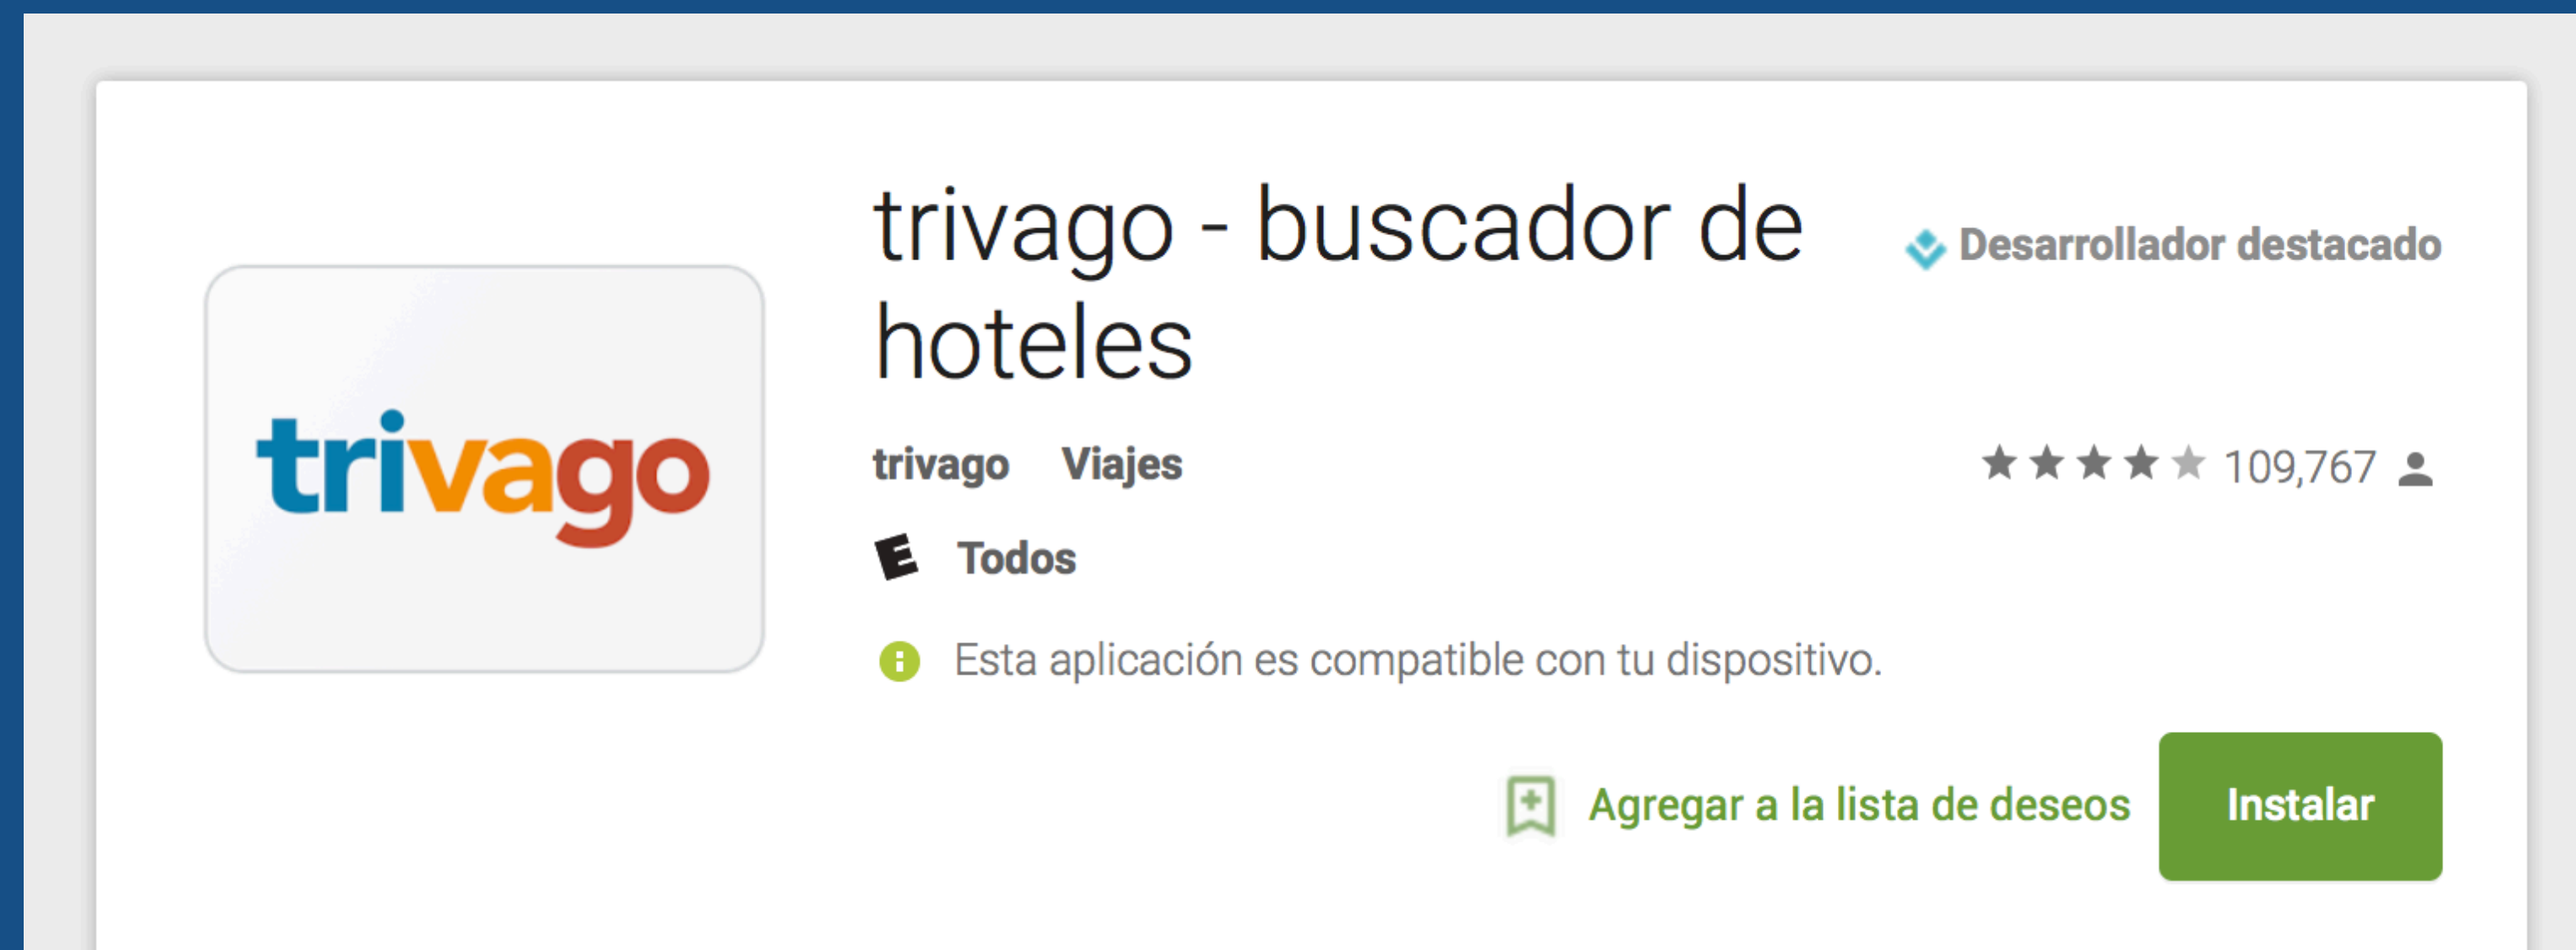 trivago - buscador de
hoteles
Desarrollador destacado
trivago
trivago Viajes
109,767
E Todos
Esta aplicación es compatible con tu dispositivo.
Agregar a la lista de deseos
Instalar